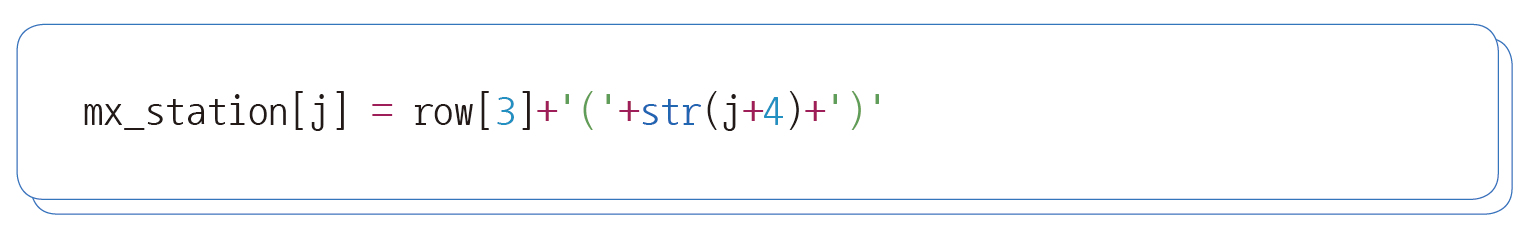 mx_station[j] = row[3]+'('+str(j+4)+')'